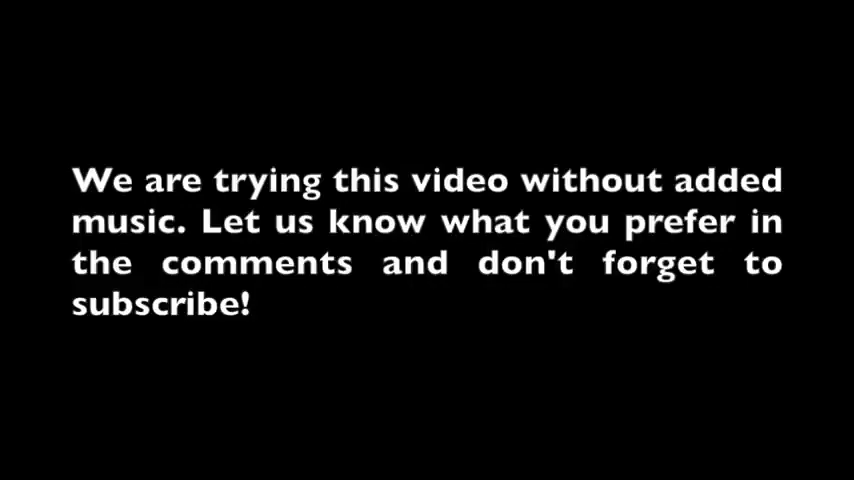 We are trying this video without added
music. Let us know what you prefer in
the comments and don't forget to
subscribe!